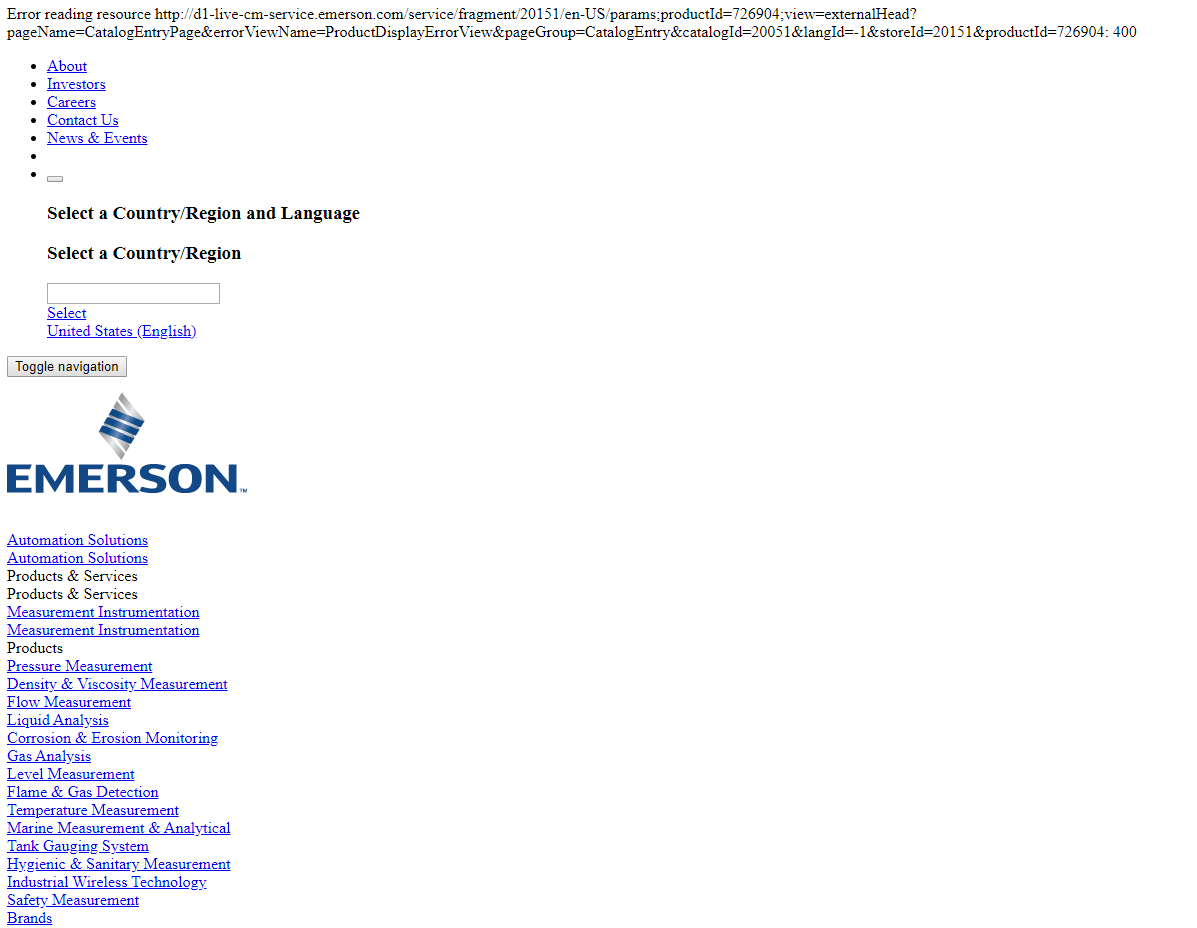 Error reading resource http://d1-live-cm-service.emerson.com/service/fragment/20151/en-US/params;productId=726904;view=externalHead?
pageName=CatalogEntryPage&errorViewName=ProductDisplayErrorView&pageGroup=CatalogEntry&catalogId=20051&langId=-1&storeId=20151&productId=726904: 400
About
Investors
Careers
Contact Us
News & Events
Select a Country/Region and Language
Select a Country/Region
Select
United States (English)
Toggle navigation
EMERSON™
Automation Solutions
Automation Solutions
Products & Services
Products & Services
Measurement Instrumentation
Measurement Instrumentation
Products
Pressure Measurement
Density & Viscosity Measurement
Flow Measurement
Liquid Analysis
Corrosion & Erosion Monitoring
Gas Analysis
Level Measurement
Flame & Gas Detection
Temperature Measurement
Marine Measurement & Analytical
Tank Gauging System
Hygienic & Sanitary Measurement
Industrial Wireless Technology
Safety Measurement
Brands